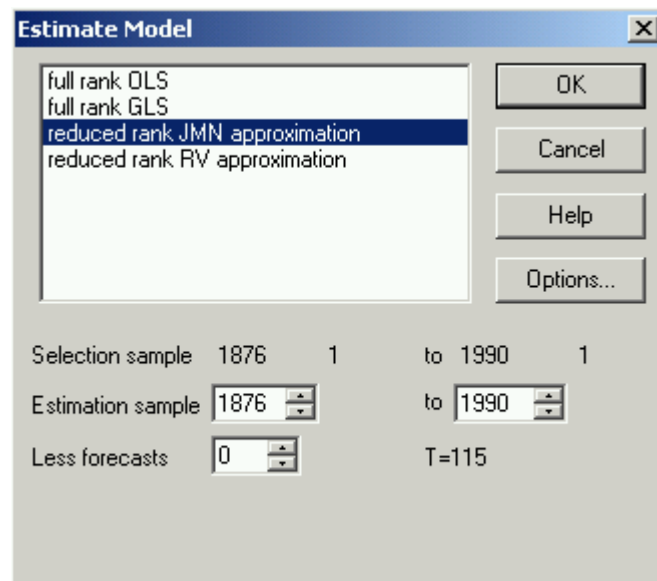 Estimate Model
full rank OLS
full rank GLS
reduced rank JMN approximation
reduced rank RV approximation
OK
Cancel
Help
Options...
Selection sample 1876 1 to 1990 1
Estimation sample 1876 to 1990
Less forecasts 0 T=115